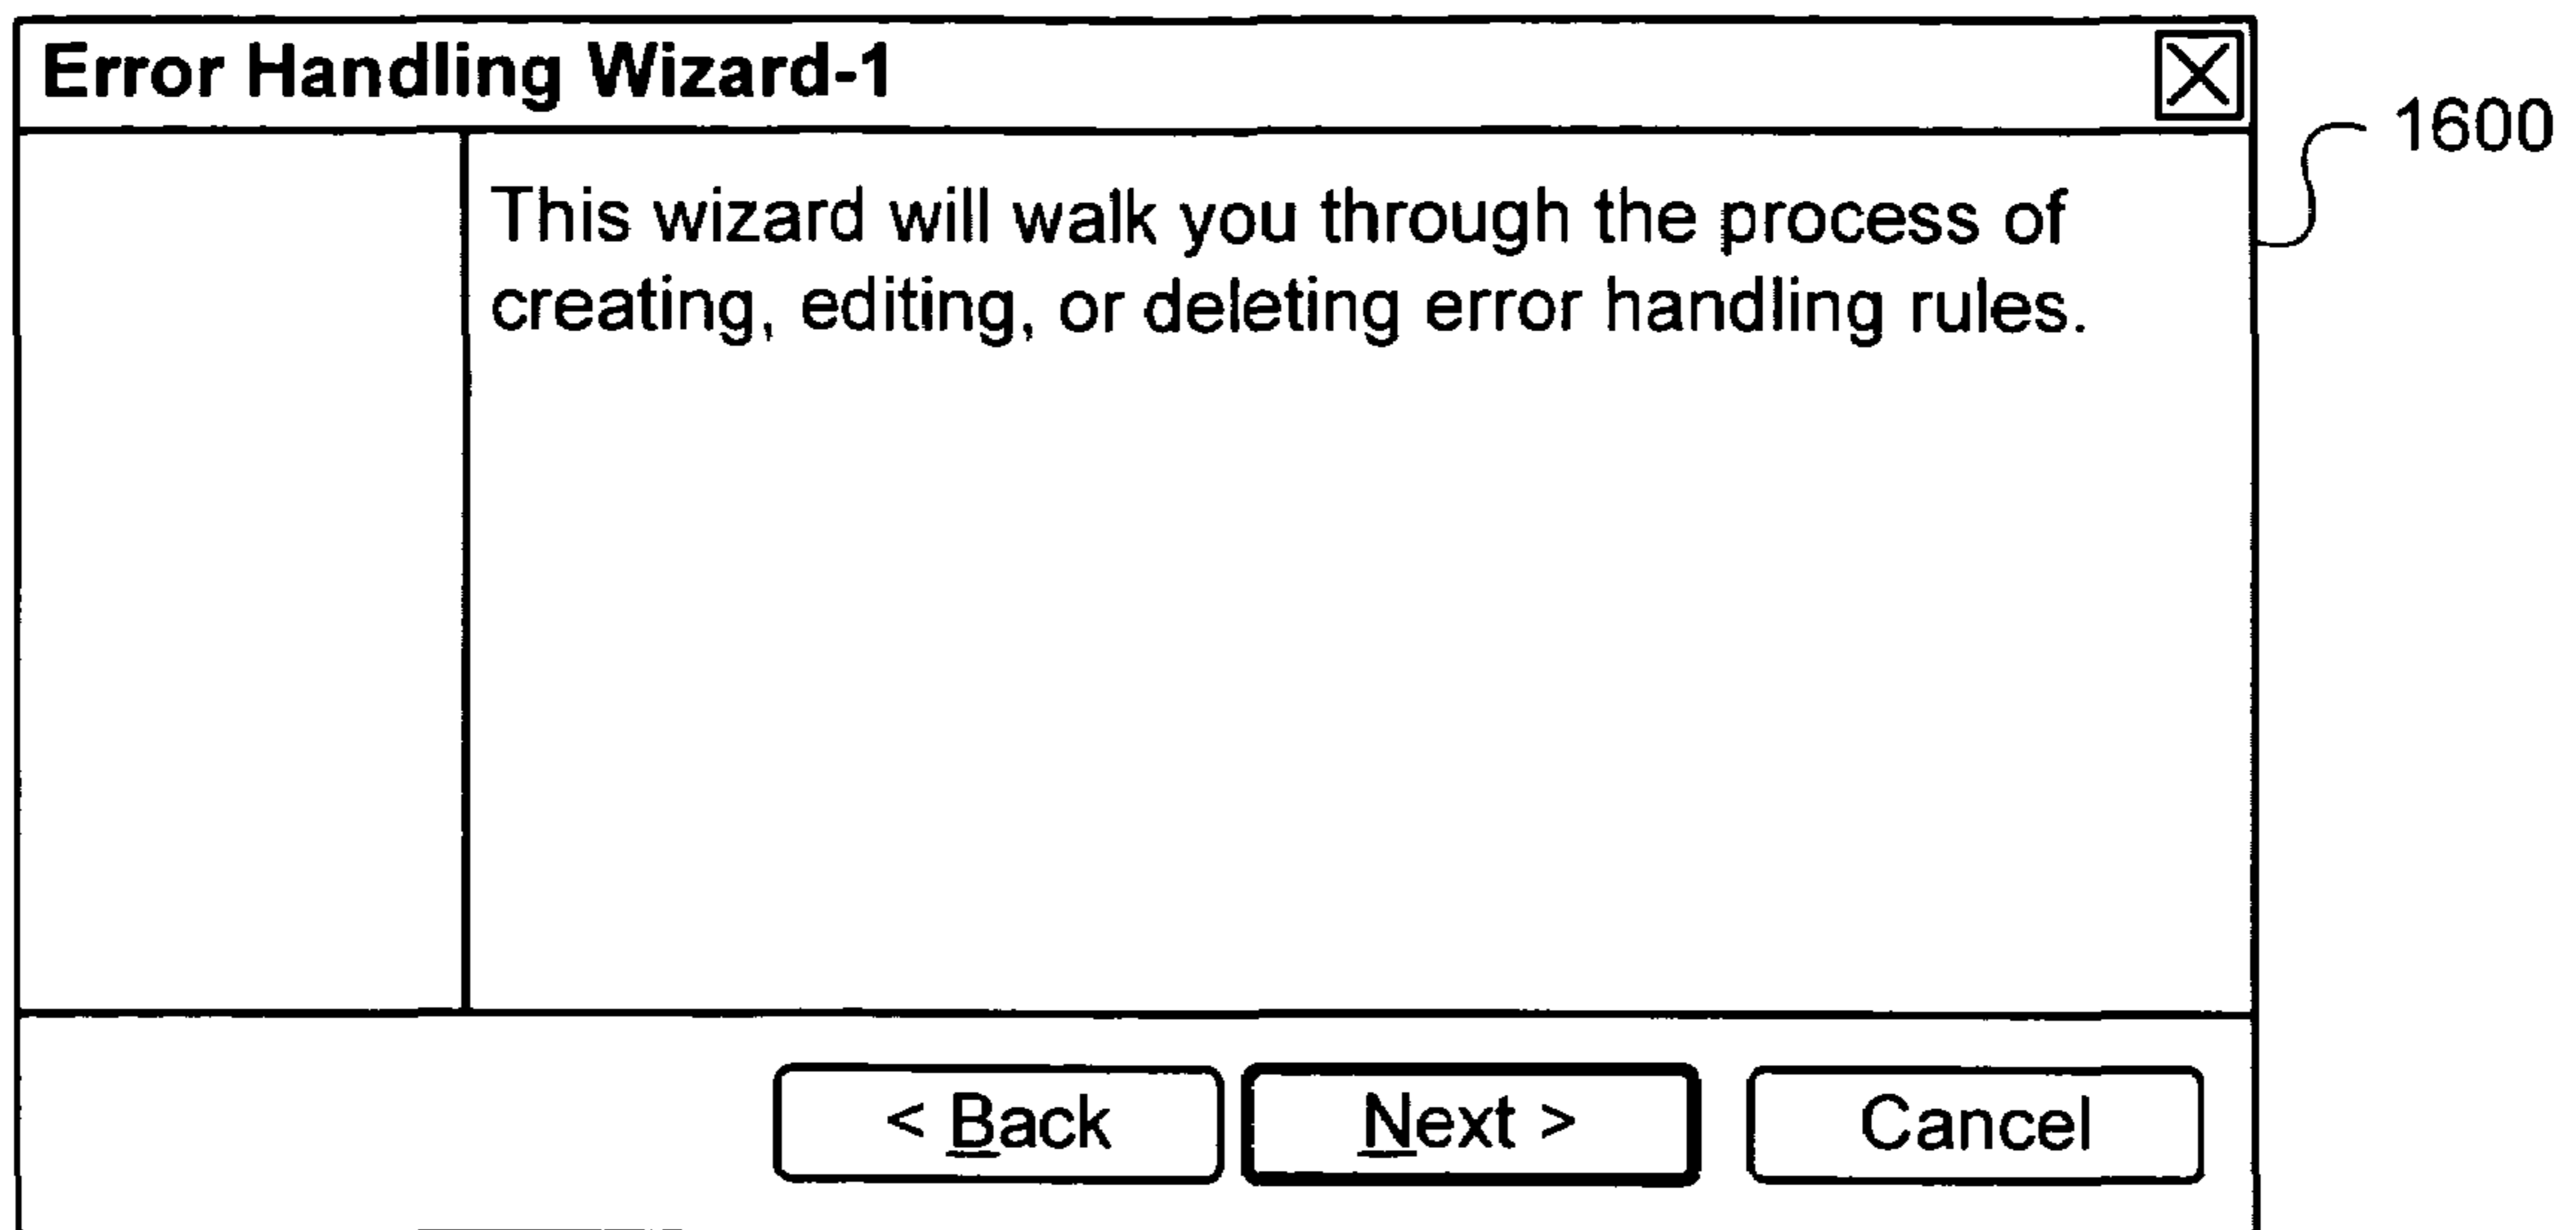 Error Handling Wizard-1
1600
This wizard will walk you through the process of
creating, editing, or deleting error handling rules.
< Back
Next >
Cancel